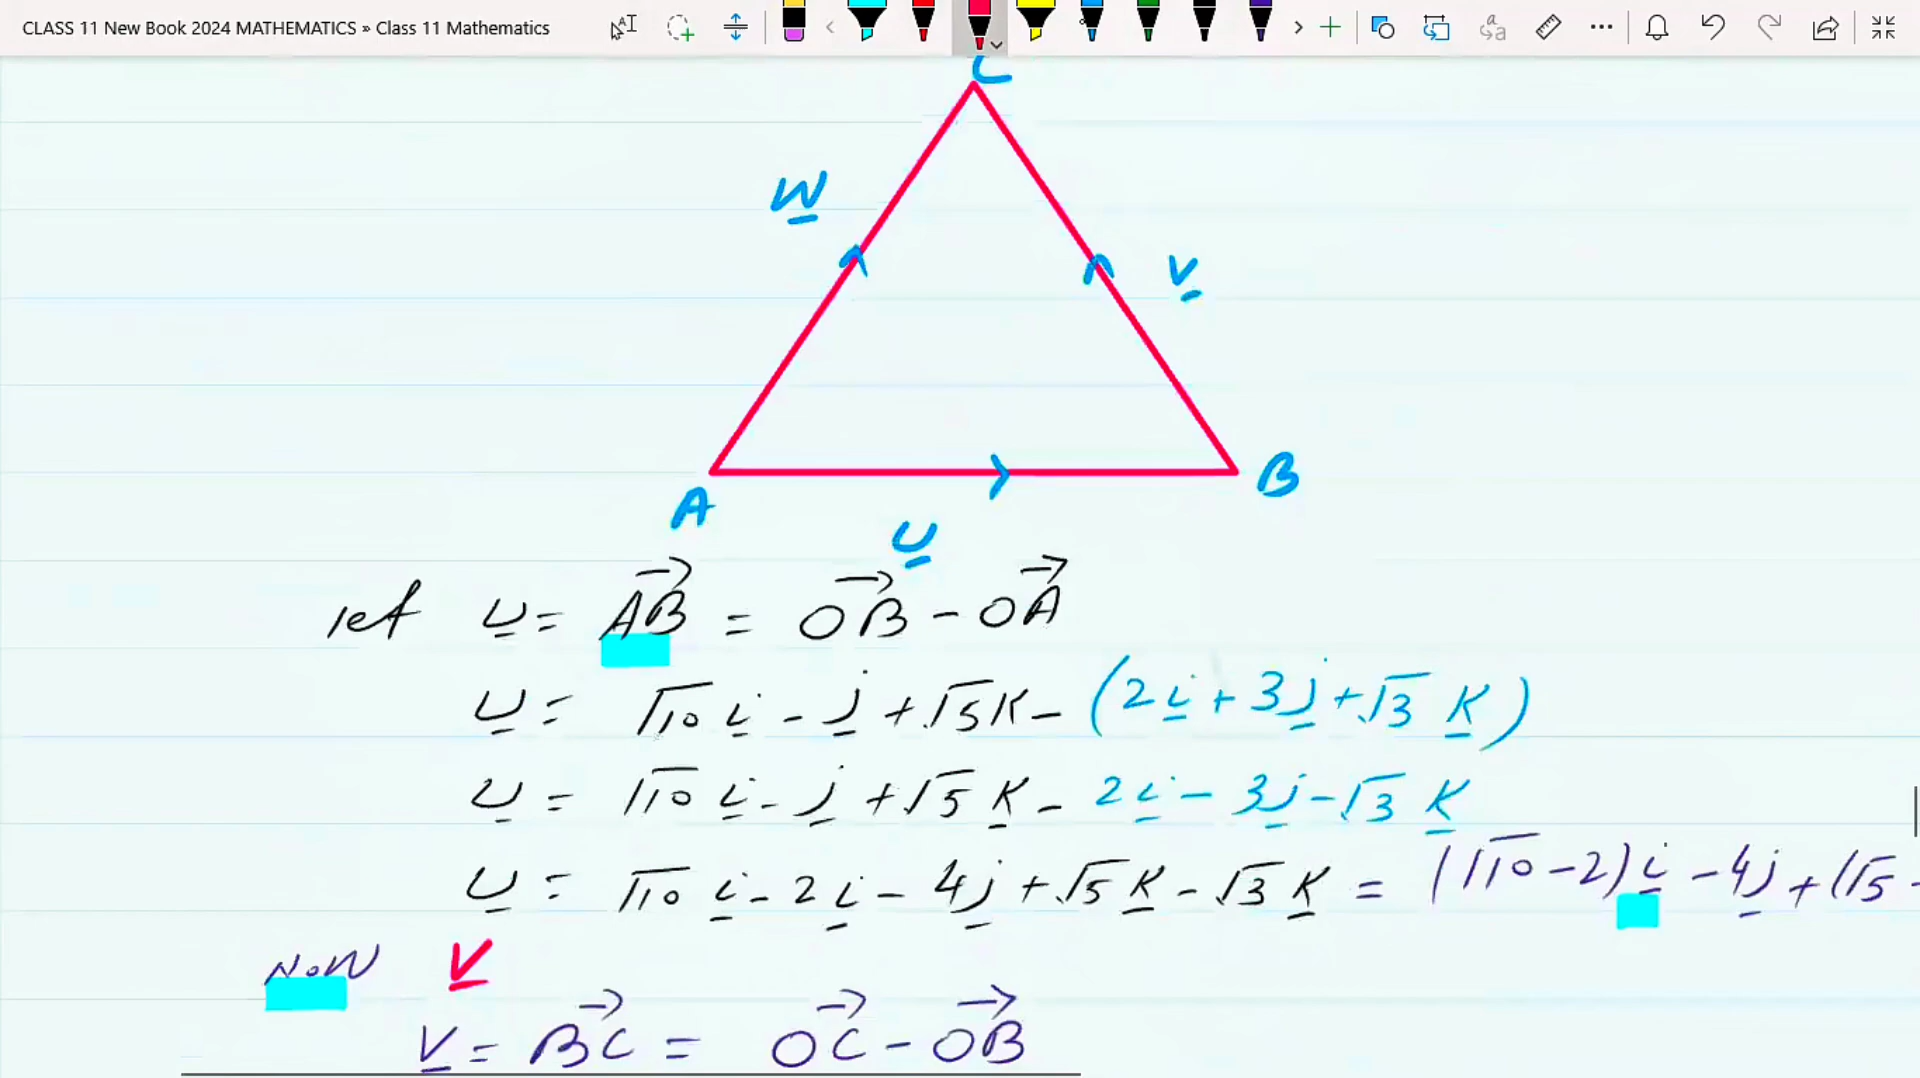 CLASS 11 New Book 2024 MATHEMATICS » Class 11 Mathematics
C
W
V
A
B
U
let U = AB = OB - OA
U = √10 i - j + √5 K - (2i + 3j + √3 K)
U = √10 i - j + √5 K - 2i - 3j - √3 K
U = √10 i - 2i - 4j + √5 K - √3 K = (√10 - 2)i - 4j + (√5 -
NOW V
V = BC = OC - OB